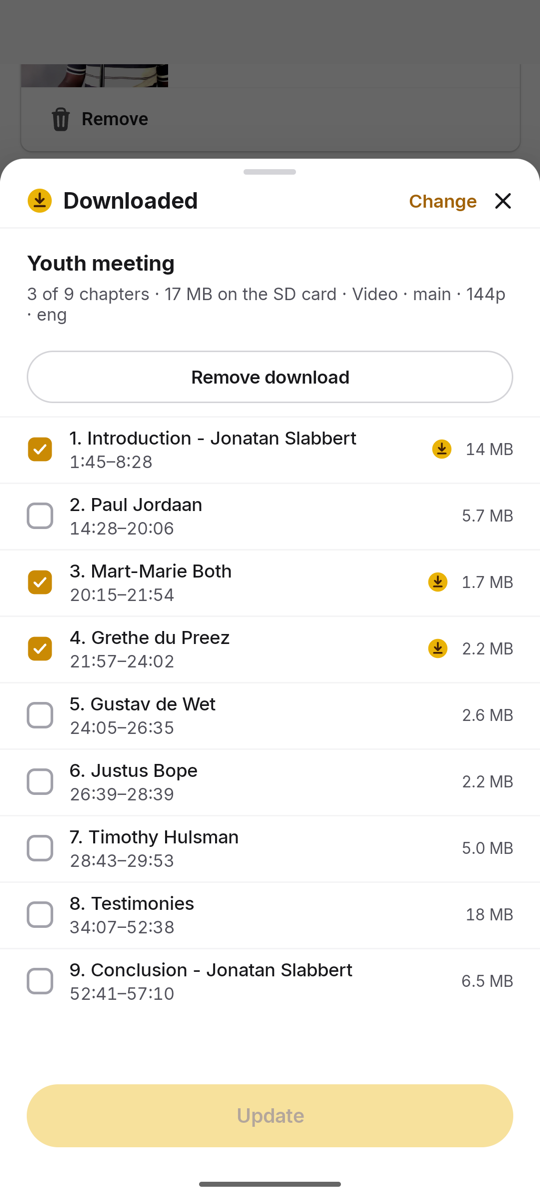 Remove
Downloaded
Change
Youth meeting
3 of 9 chapters · 17 MB on the SD card · Video · main · 144p
· eng
Remove download
1. Introduction - Jonatan Slabbert
1:45–8:28
14 MB
2. Paul Jordaan
14:28–20:06
5.7 MB
3. Mart-Marie Both
20:15–21:54
1.7 MB
4. Grethe du Preez
21:57–24:02
2.2 MB
5. Gustav de Wet
24:05–26:35
2.6 MB
6. Justus Bope
26:39–28:39
2.2 MB
7. Timothy Hulsman
28:43–29:53
5.0 MB
8. Testimonies
34:07–52:38
18 MB
9. Conclusion - Jonatan Slabbert
52:41–57:10
6.5 MB
Update